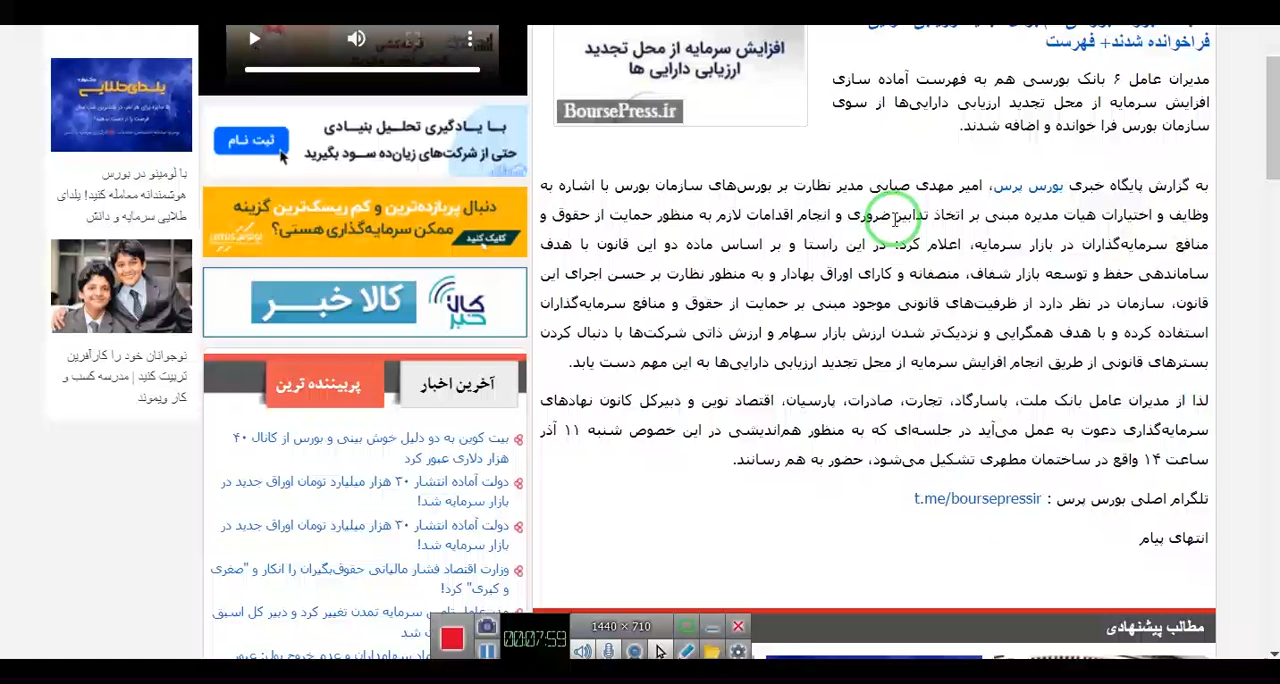 فراخوانده شدند+ فهرست
مدیران عامل ۶ بانک بورسی هم به فهرست آماده سازی
افزایش سرمایه از محل تجدید ارزیابی دارایی‌ها از سوی
سازمان بورس فرا خوانده و اضافه شدند.
افزایش سرمایه از محل تجدید
ارزیابی دارایی ها
BoursePress.ir
به گزارش پایگاه خبری بورس پرس، امیر مهدی صبایی مدیر نظارت بر بورس‌های سازمان بورس با اشاره به
وظایف و اختیارات هیات مدیره مبنی بر اتخاذ تدابیر ضروری و انجام اقدامات لازم به منظور حمایت از حقوق و
منافع سرمایه‌گذاران در بازار سرمایه، اعلام کرد: در این راستا و بر اساس ماده دو این قانون با هدف
ساماندهی حفظ و توسعه بازار شفاف، منصفانه و کارای اوراق بهادار و به منظور نظارت بر حسن اجرای این
قانون، سازمان در نظر دارد از ظرفیت‌های قانونی موجود مبنی بر حمایت از حقوق و منافع سرمایه‌گذاران
استفاده کرده و با هدف همگرایی و نزدیک‌تر شدن ارزش بازار سهام و ارزش ذاتی شرکت‌ها با دنبال کردن
بسترهای قانونی از طریق انجام افزایش سرمایه از محل تجدید ارزیابی دارایی‌ها به این مهم دست یابد.
لذا از مدیران عامل بانک ملت، پاسارگاد، تجارت، صادرات، پارسیان، اقتصاد نوین و دبیرکل کانون نهادهای
سرمایه‌گذاری دعوت به عمل می‌آید در جلسه‌ای که به منظور هم‌اندیشی در این خصوص شنبه ۱۱ آذر
ساعت ۱۴ واقع در ساختمان مطهری تشکیل می‌شود، حضور به هم رسانند.
تلگرام اصلی بورس پرس : t.me/boursepressir
انتهای پیام
مطالب پیشنهادی
با یادگیری تحلیل بنیادی
حتی از شرکت‌های زیان‌ده سود بگیرید
ثبت نام
دنبال پربازده‌ترین و کم ریسک‌ترین گزینه
ممکن سرمایه‌گذاری هستی؟
کلیک کنید
کالا خبر
کالا خبر
آخرین اخبار
پربیننده ترین
بیت کوین به دو دلیل خوش بینی و بورس از کانال ۴۰
هزار دلاری عبور کرد
دولت آماده انتشار ۳۰ هزار میلیارد تومان اوراق جدید در
بازار سرمایه شد!
دولت آماده انتشار ۳۰ هزار میلیارد تومان اوراق جدید در
بازار سرمایه شد!
وزارت اقتصاد فشار مالیاتی حقوق‌بگیران را انکار و "صغری
و کبری" کرد!
سرمایه تمدن تغییر کرد و دبیر کل اسبق
شد
سهامداران و عدم خروج پول: عبور
یلدای طلایی
با لومینو در بورس
هوشمندانه معامله کنید! یلدای
طلایی سرمایه و دانش
نوجوانان خود را کارآفرین
تربیت کنید | مدرسه کسب و
کار ویموند
1440 × 710
00:07:59